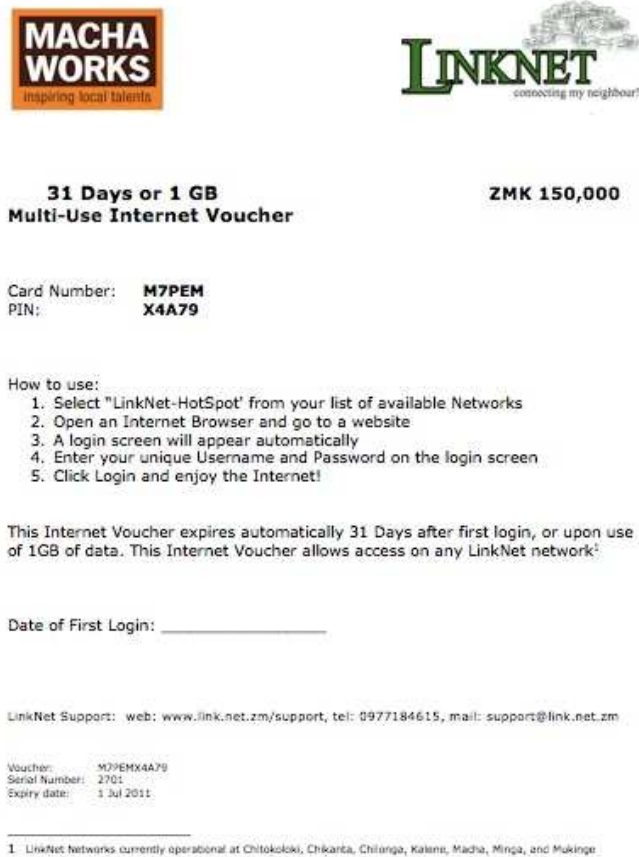 MACHA
WORKS
inspiring local talents
LINKNET
connecting my neighbour!
31 Days or 1 GB
ZMK 150,000
Multi-Use Internet Voucher
Card Number: M7PEM
PIN: X4A79
How to use:
1. Select "LinkNet-HotSpot' from your list of available Networks
2. Open an Internet Browser and go to a website
3. A login screen will appear automatically
4. Enter your unique Username and Password on the login screen
5. Click Login and enjoy the Internet!
This Internet Voucher expires automatically 31 Days after first login, or upon use
of 1GB of data. This Internet Voucher allows access on any LinkNet network¹
Date of First Login: ___________________
LinkNet Support: web: www.link.net.zm/support, tel: 0977184615, mail: support@link.net.zm
Voucher: M7PEMX4A79
Serial Number: 2701
Expiry date: 1 Jul 2011
1 LinkNet Networks currently operational at Chitokoloki, Chikanta, Chilonga, Kalene, Macha, Minga, and Mukinge